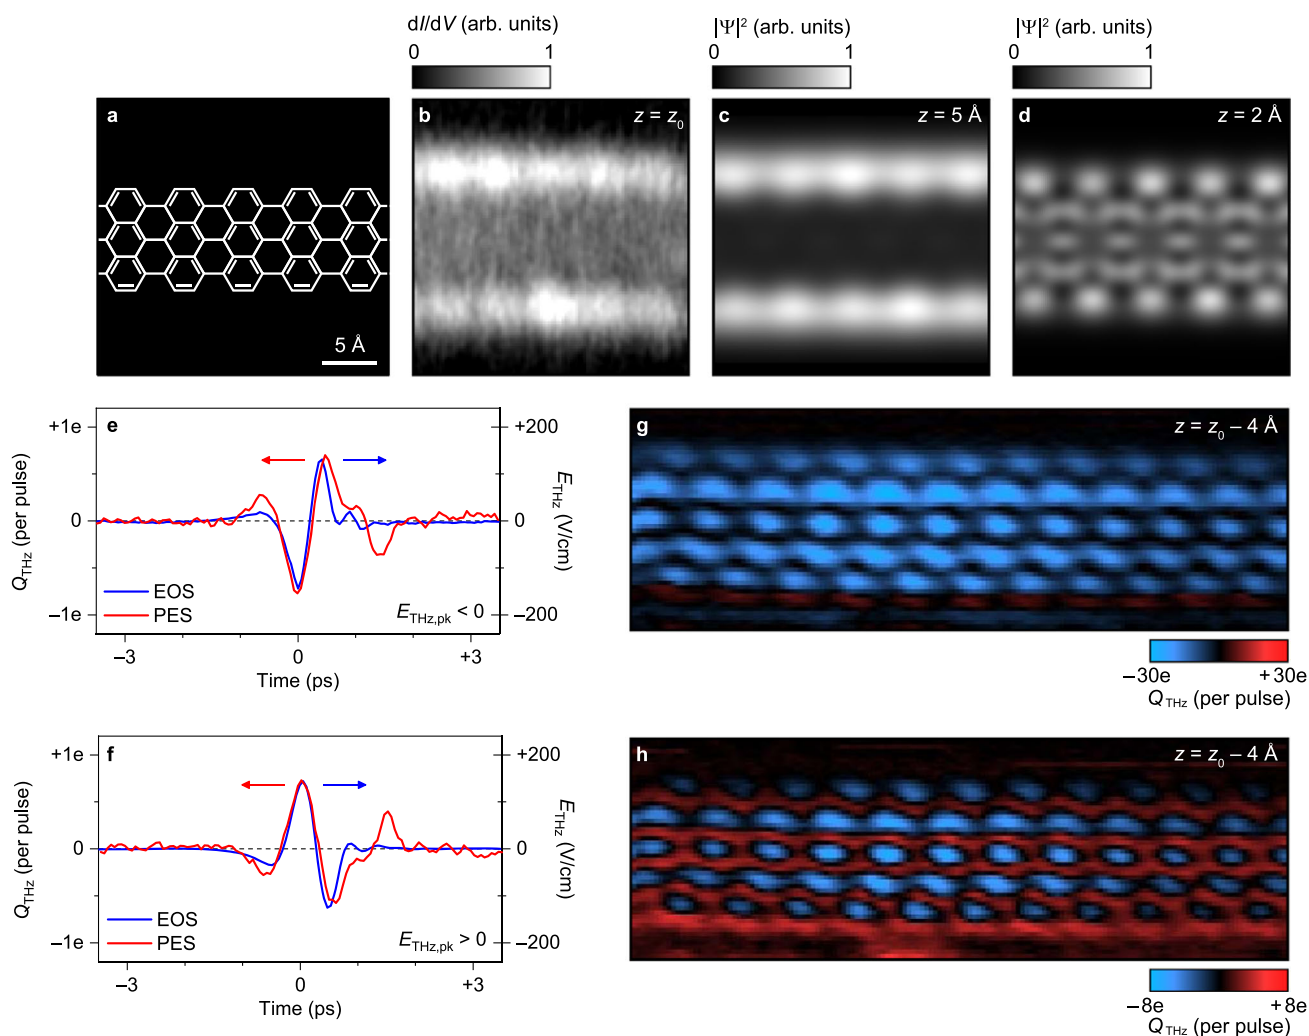 dI/dV (arb. units)
0 1
|Ψ|² (arb. units)
0 1
|Ψ|² (arb. units)
0 1
a
5 Å
b
z = z₀
c
z = 5 Å
d
z = 2 Å
e
+1e
0
–1e
Q_THz (per pulse)
+200
0
–200
E_THz (V/cm)
EOS
PES
E_THz,pk < 0
–3 0 +3
Time (ps)
g
z = z₀ – 4 Å
–30e +30e
Q_THz (per pulse)
f
+1e
0
–1e
Q_THz (per pulse)
+200
0
–200
E_THz (V/cm)
EOS
PES
E_THz,pk > 0
–3 0 +3
Time (ps)
h
z = z₀ – 4 Å
–8e +8e
Q_THz (per pulse)